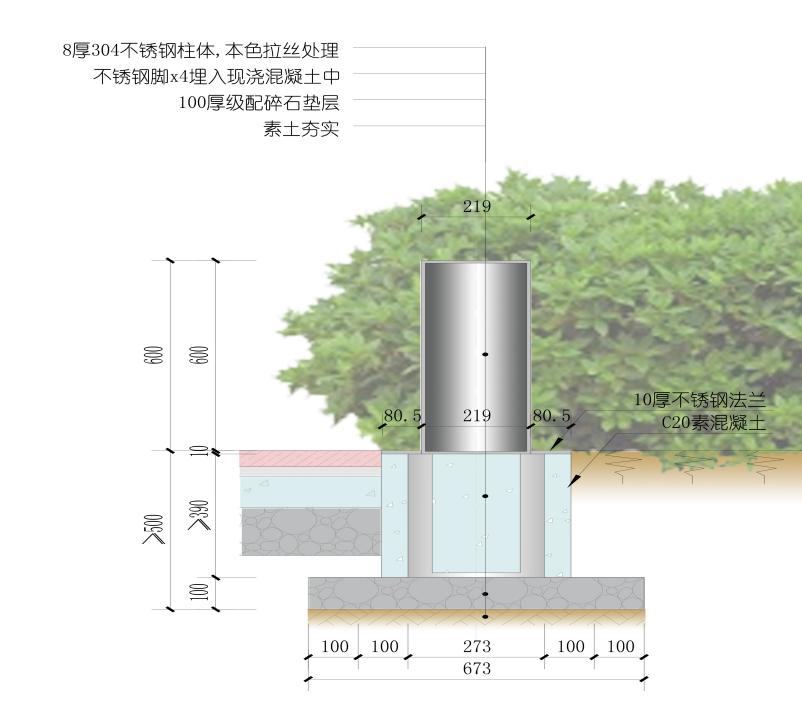 8厚304不锈钢柱体,本色拉丝处理
不锈钢脚x4埋入现浇混凝土中
100厚级配碎石垫层
素土夯实
219
600
600
80.5 219 80.5
10厚不锈钢法兰
C20素混凝土
10
≥500
≥390
100
100 100 273 100 100
673